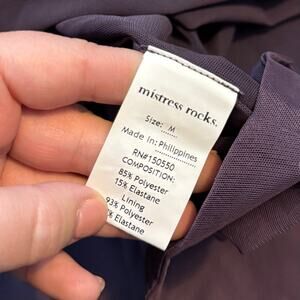 mistress rocks.
Size: M
Made in: Philippines
RN#150550
COMPOSITION:
85% Polyester
15% Elastane
Lining
93% Polyester
% Elastane